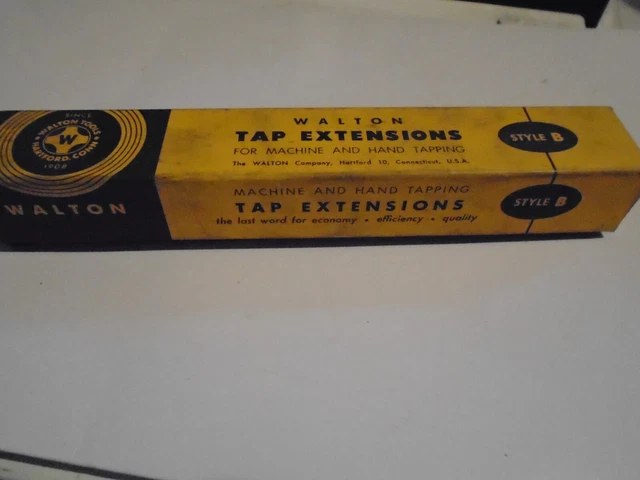 SINCE
WALTON TOOLS
W
HARTFORD, CONN
1908
WALTON
WALTON
TAP EXTENSIONS
FOR MACHINE AND HAND TAPPING
The WALTON Company, Hartford 10, Connecticut, U.S.A.
STYLE B
MACHINE AND HAND TAPPING
TAP EXTENSIONS
the last word for economy • efficiency • quality
STYLE B